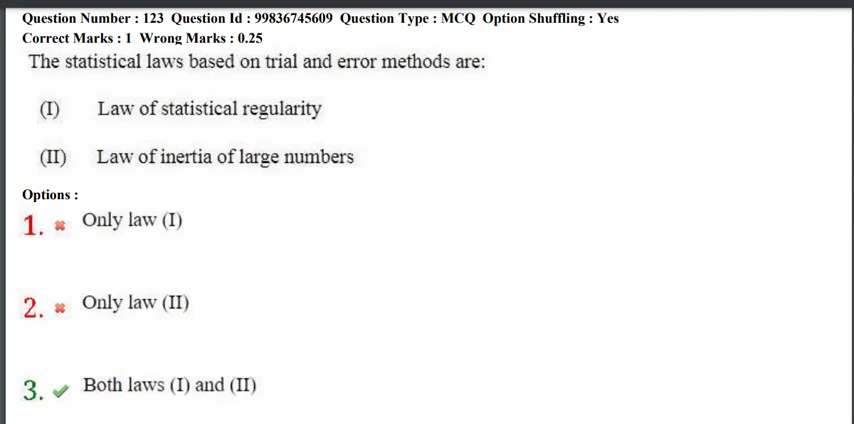 Question Number : 123 Question Id : 99836745609 Question Type : MCQ Option Shuffling : Yes
Correct Marks : 1 Wrong Marks : 0.25
The statistical laws based on trial and error methods are:
(I) Law of statistical regularity
(II) Law of inertia of large numbers
Options :
1. Only law (I)
2. Only law (II)
3. Both laws (I) and (II)